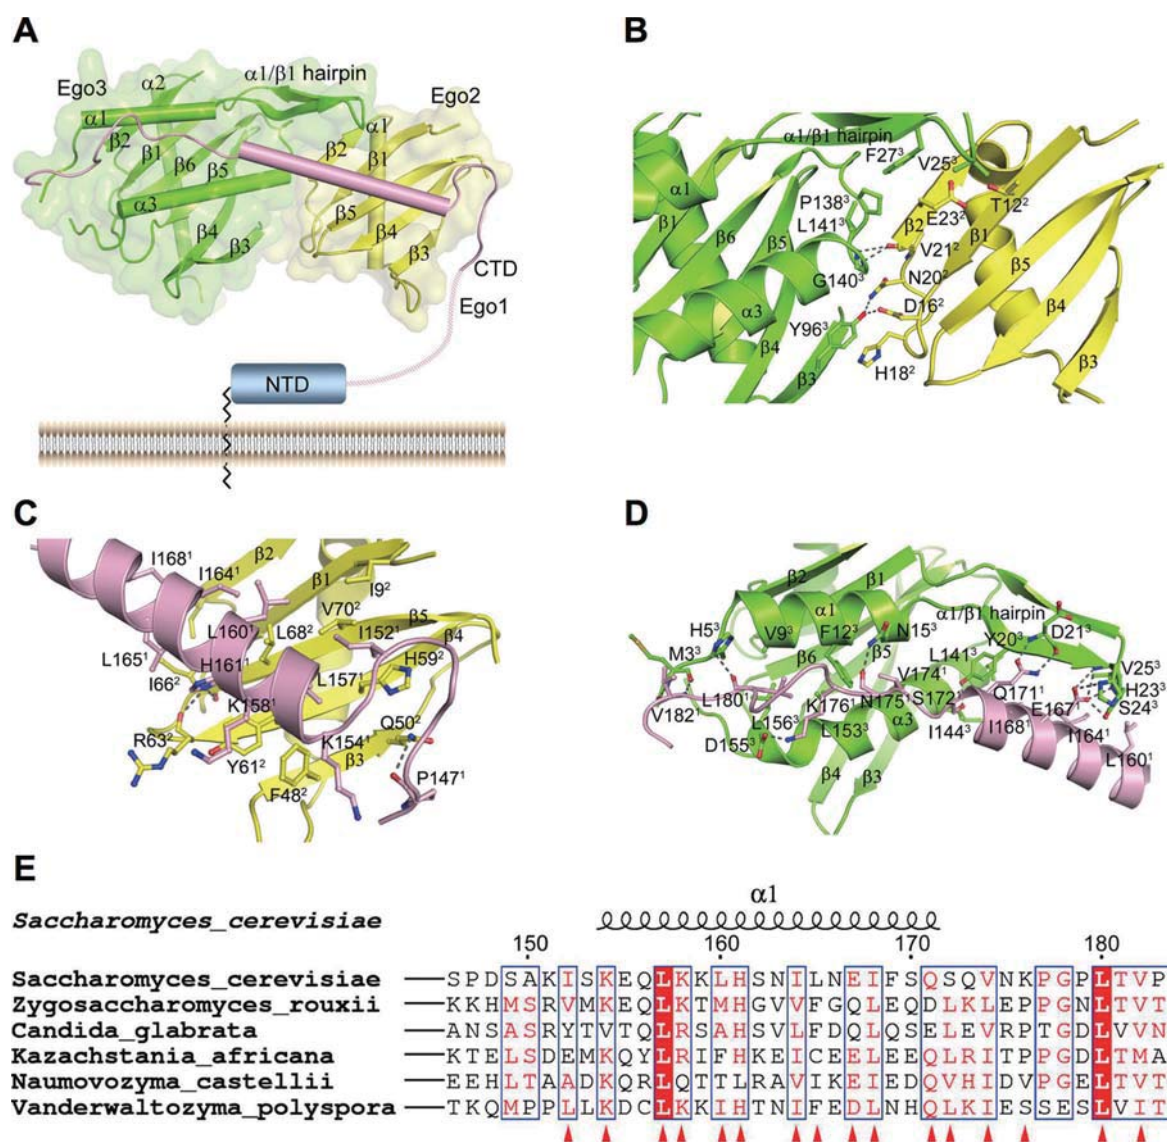 A
Ego3
α2
α1/β1 hairpin
Ego2
α1
β2
β1
β6
β5
α3
β4
β3
α1
β2
β1
β5
β4
β3
CTD
Ego1
NTD
B
α1/β1 hairpin
F27³
V25³
α1
P138³
T12²
L141³
E23²
β1
β6
β5
β2
β1
V21²
β5
G140³
N20²
α3
D16²
β4
Y96³
β4
β3
H18²
β3
C
I168¹
β2
I164¹
β1
I9²
V70²
β5
L160¹
L68²
I152¹
β4
L165¹
H161¹
H59²
I66²
L157¹
K158¹
Q50²
R63²
K154¹
Y61²
β3
P147¹
F48²
D
β2
β1
H5³
α1
α1/β1 hairpin
V9³
F12³
N15³
Y20³
D21³
M3³
β6
β5
L141³
V25³
V174¹
L180¹
K176¹
S172¹
Q171¹
H23³
V182¹
N175¹
E167¹
S24³
L156³
α3
I168¹
D155³
L153³
I144³
I164¹
L160¹
β4
β3
E
α1
Saccharomyces_cerevisiae
150 160 170 180
Saccharomyces_cerevisiae SPDSAKISKEQLKKLHSNILNEIFSQSQVNKPGPLTVP
Zygosaccharomyces_rouxii KKHMSRVMKEQLKTMHGVVFGQLEQDLKLEPPGNLTVT
Candida_glabrata ANSASRYTVTQLRSAHSVLFDQLQSELEVRPTGDLVVN
Kazachstania_africana KTELSDEMKQYLRIFHKEICEELEEQLRITPPGDLTMA
Naumovozyma_castellii EEHLTAADKQRLQTTLRAVIKEIEDQVHIDVPGELTVT
Vanderwaltozyma_polyspora TKQMPPLLKDCLKKIHTNIFEDLNHQLKIESSESLVIT